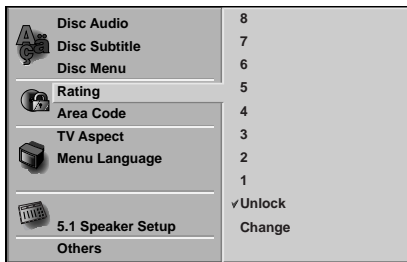 Disc Audio
Disc Subtitle
Disc Menu
Rating
Area Code
TV Aspect
Menu Language
5.1 Speaker Setup
Others
8
7
6
5
4
3
2
1
✓Unlock
Change